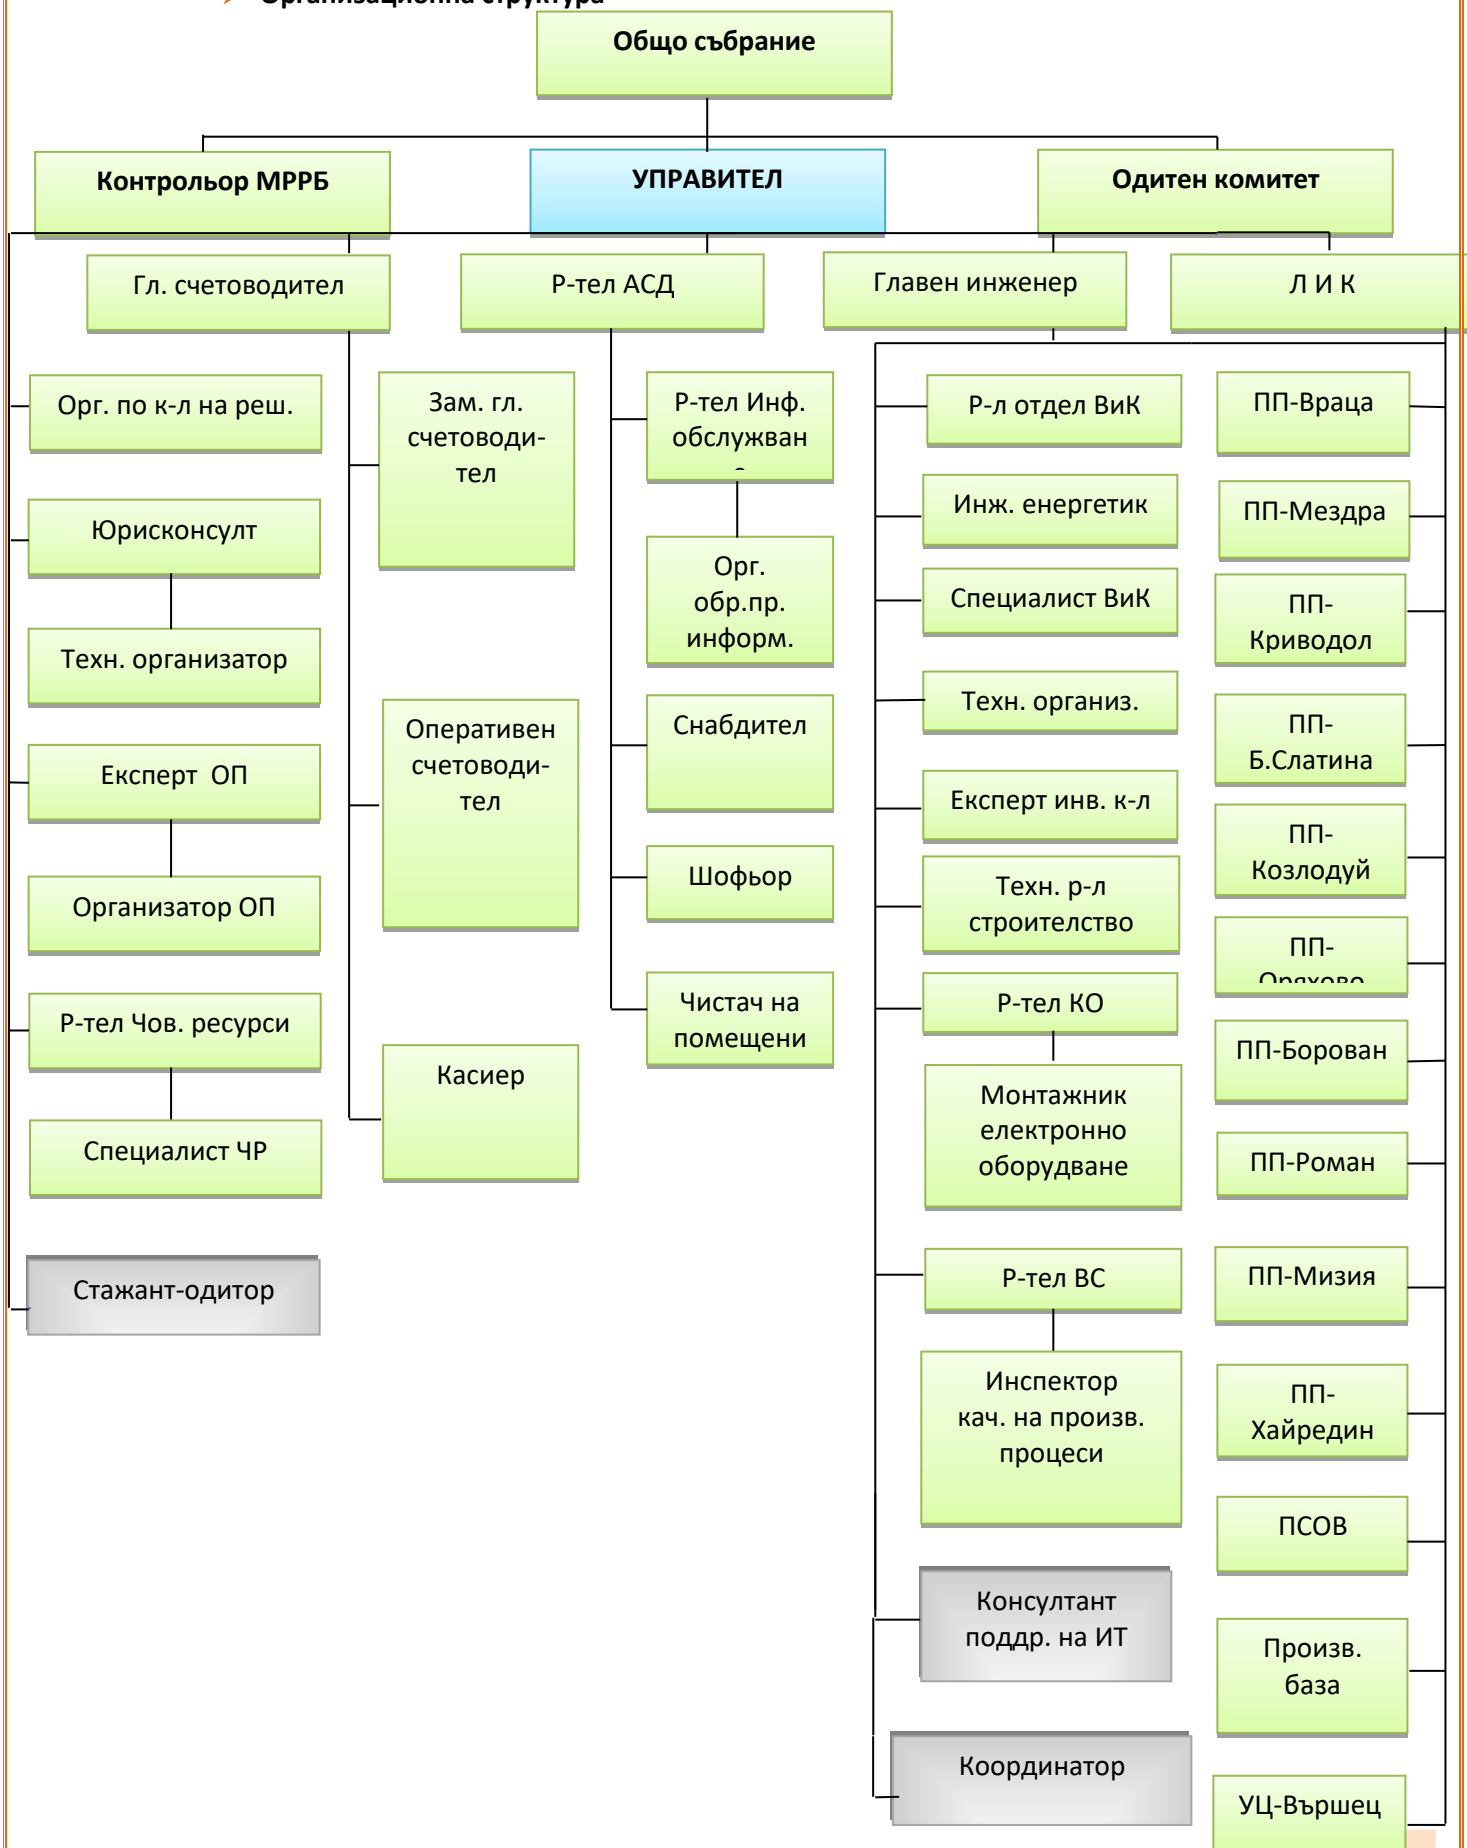 Организационна структура
Общо събрание
Контрольор МРРБ
УПРАВИТЕЛ
Одитен комитет
Гл. счетоводител
Р-тел АСД
Главен инженер
Л И К
Орг. по к-л на реш.
Юрисконсулт
Техн. организатор
Експерт ОП
Организатор ОП
Р-тел Чов. ресурси
Специалист ЧР
Стажант-одитор
Зам. гл.
счетоводи-
тел
Оперативен
счетоводи-
тел
Касиер
Р-тел Инф.
обслужван
Орг.
обр.пр.
информ.
Снабдител
Шофьор
Чистач на
помещени
Р-л отдел ВиК
Инж. енергетик
Специалист ВиК
Техн. организ.
Експерт инв. к-л
Техн. р-л
строителство
Р-тел КО
Монтажник
електронно
оборудване
Р-тел ВС
Инспектор
кач. на произв.
процеси
Консултант
поддр. на ИТ
Координатор
ПП-Враца
ПП-Мездра
ПП-
Криводол
ПП-
Б.Слатина
ПП-
Козлодуй
ПП-
Оряхово
ПП-Борован
ПП-Роман
ПП-Мизия
ПП-
Хайредин
ПСОВ
Произв.
база
УЦ-Вършец